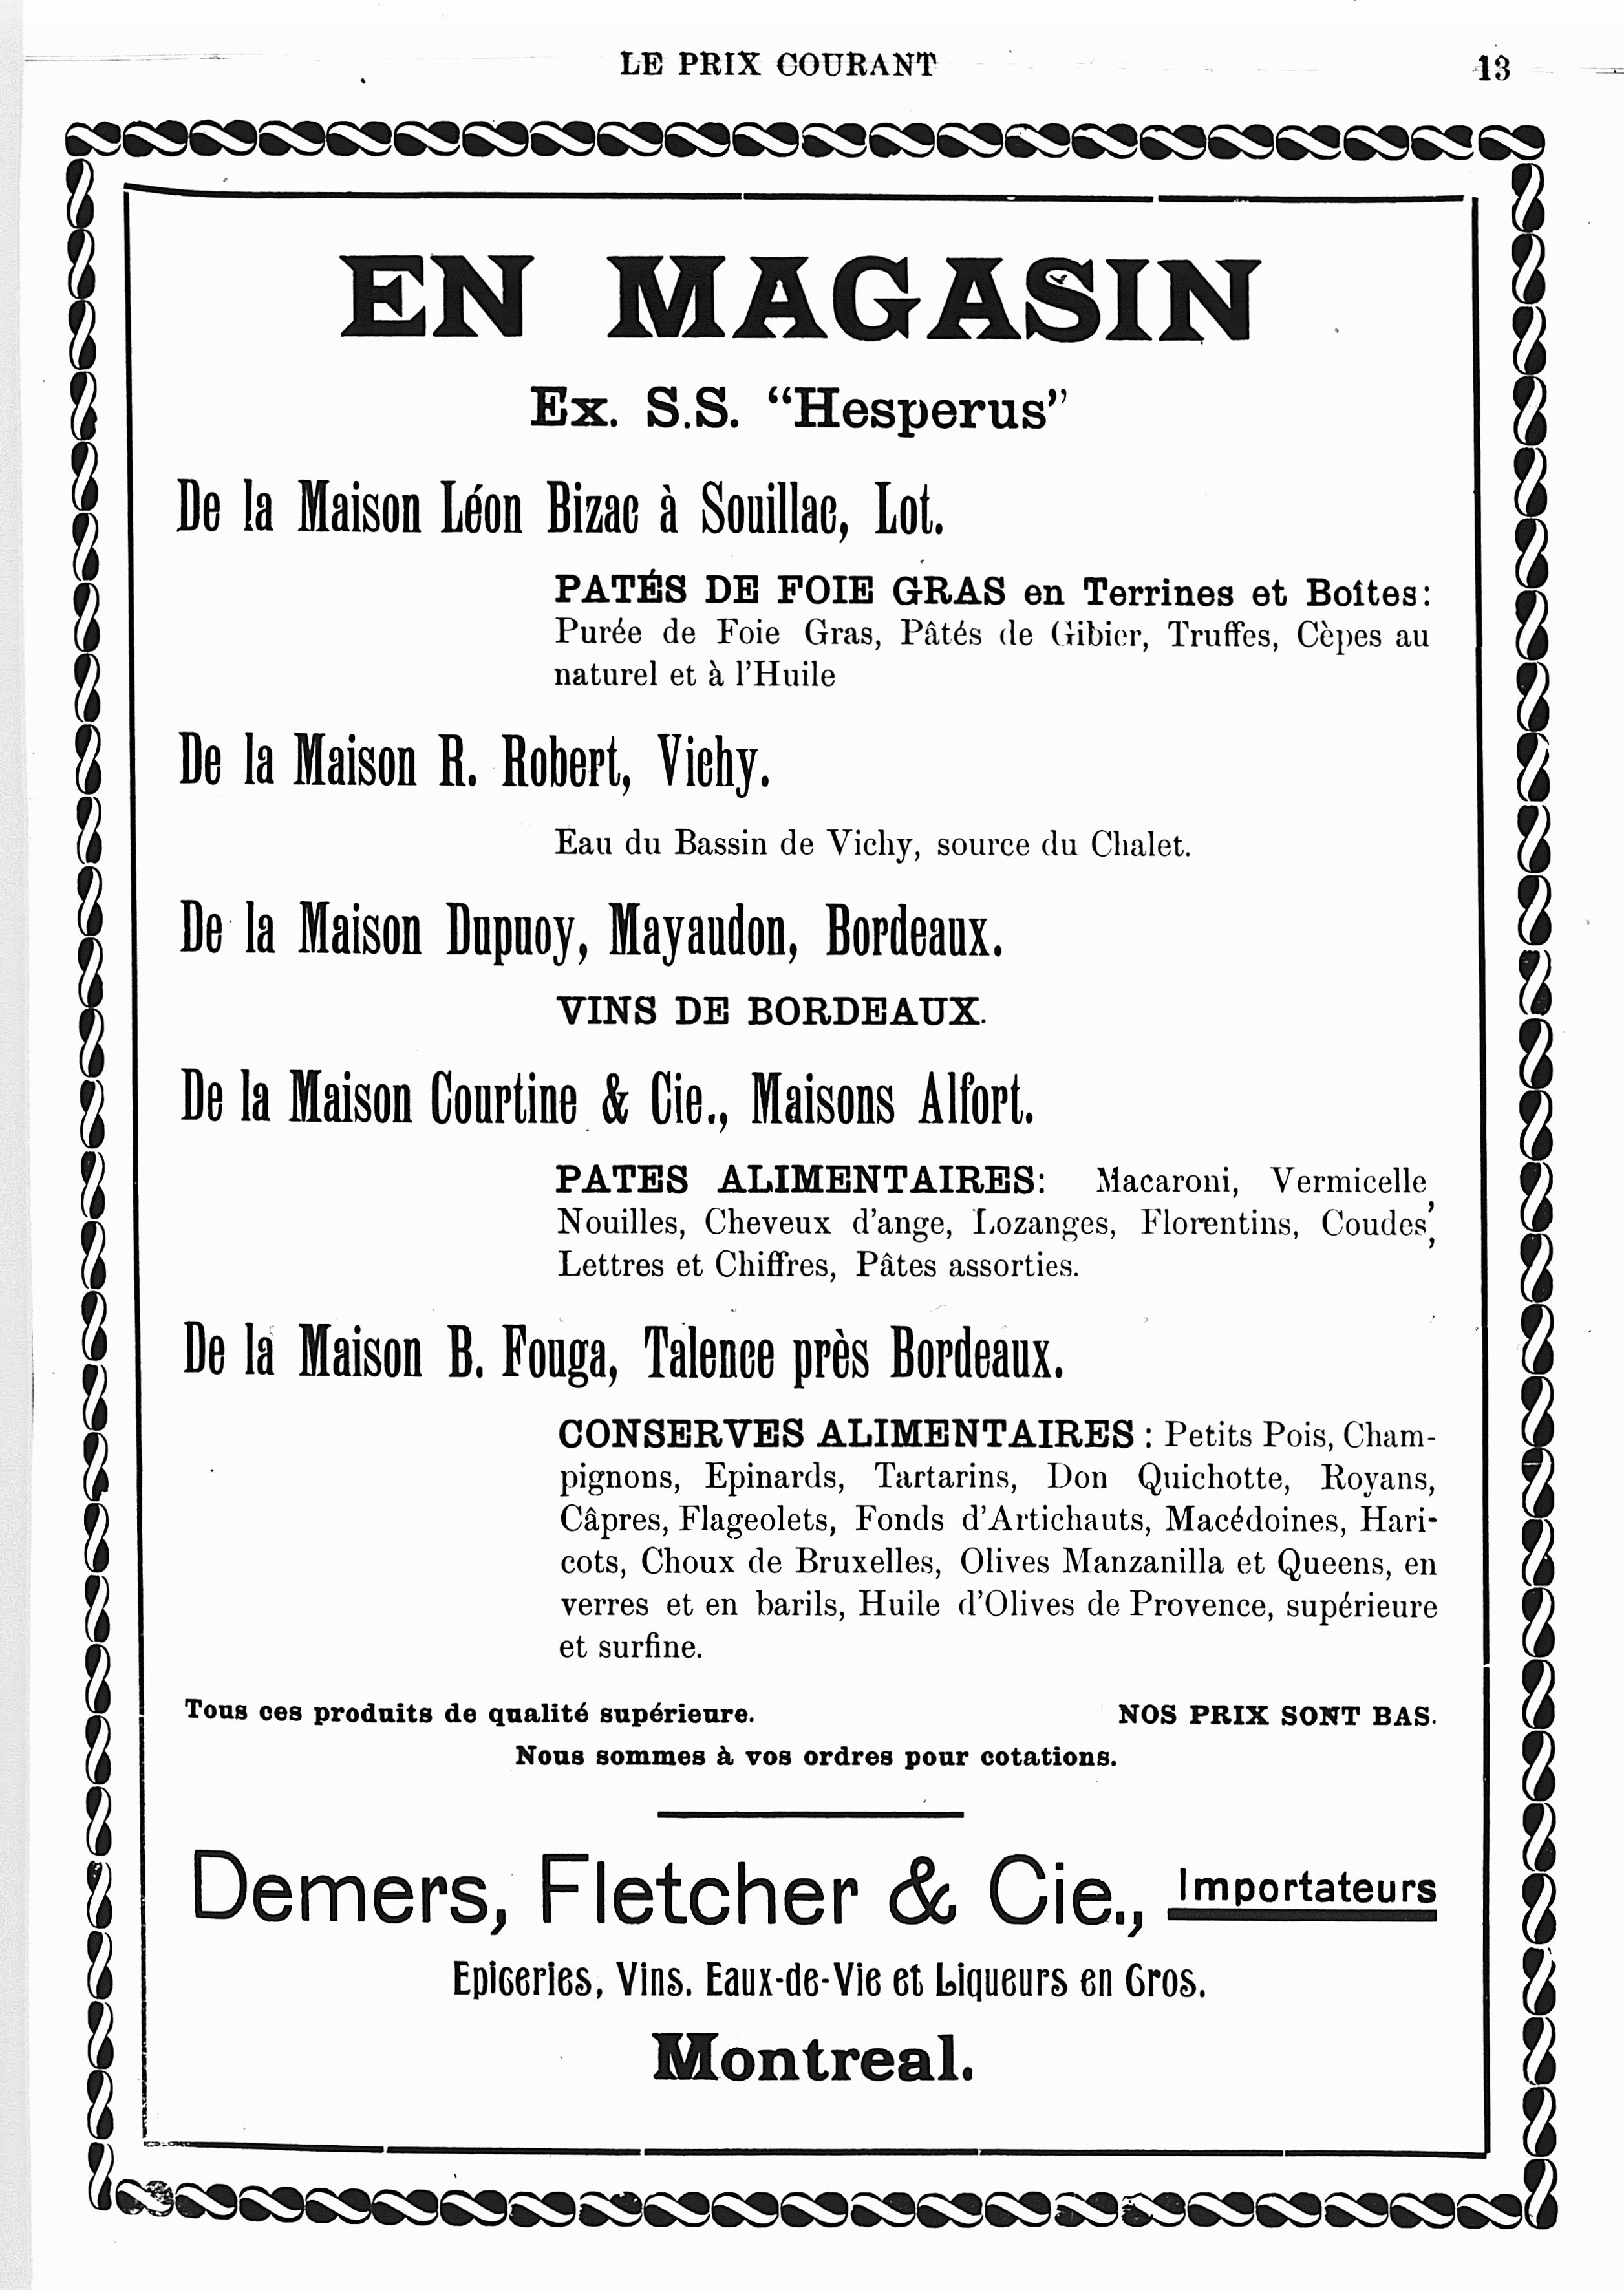 LE PRIX COURANT 13
EN MAGASIN
Ex. S.S. “Hesperus”
De la Maison Léon Bizac à Souillac, Lot.
PATÉS DE FOIE GRAS en Terrines et Boîtes:
Purée de Foie Gras, Pâtés de Gibier, Truffes, Cèpes au
naturel et à l'Huile
De la Maison R. Robert, Vichy.
Eau du Bassin de Vichy, source du Chalet.
De la Maison Dupuoy, Mayaudon, Bordeaux.
VINS DE BORDEAUX.
De la Maison Courtine & Cie., Maisons Alfort.
PATES ALIMENTAIRES: Macaroni, Vermicelle,
Nouilles, Cheveux d'ange, Lozanges, Florentins, Coudes,
Lettres et Chiffres, Pâtes assorties.
De la Maison B. Fouga, Talence près Bordeaux.
CONSERVES ALIMENTAIRES : Petits Pois, Cham-
pignons, Epinards, Tartarins, Don Quichotte, Royans,
Câpres, Flageolets, Fonds d'Artichauts, Macédoines, Hari-
cots, Choux de Bruxelles, Olives Manzanilla et Queens, en
verres et en barils, Huile d'Olives de Provence, supérieure
et surfine.
Tous ces produits de qualité supérieure. NOS PRIX SONT BAS.
Nous sommes à vos ordres pour cotations.
Demers, Fletcher & Cie., Importateurs
Epiceries, Vins. Eaux-de-Vie et Liqueurs en Gros.
Montreal.